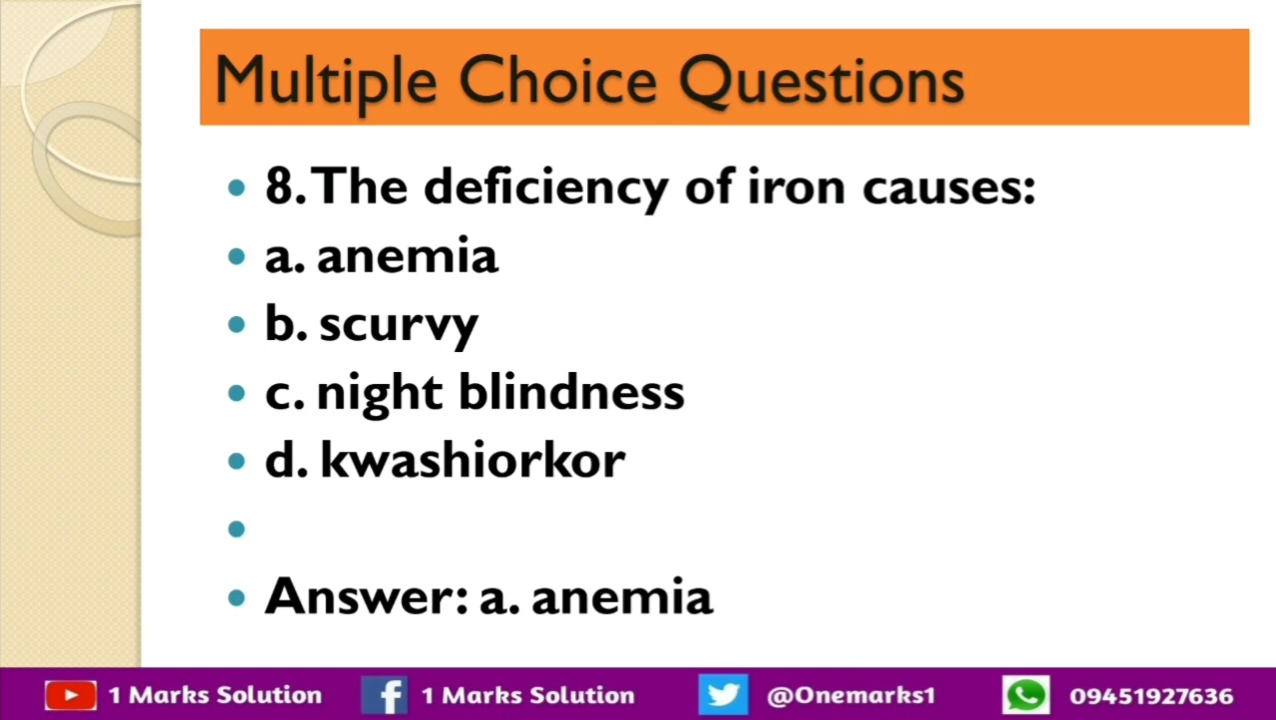 Multiple Choice Questions
• 8. The deficiency of iron causes:
• a. anemia
• b. scurvy
• c. night blindness
• d. kwashiorkor
•
• Answer: a. anemia
1 Marks Solution 1 Marks Solution @Onemarks1 09451927636